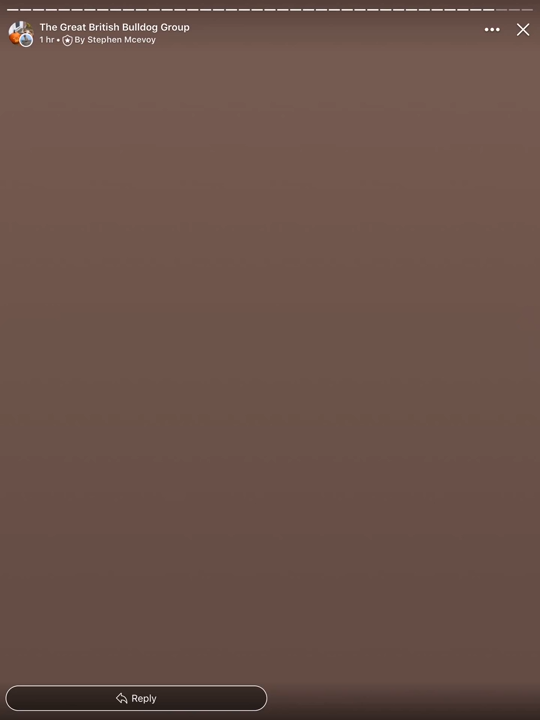 The Great British Bulldog Group
1 hr • By Stephen Mcevoy
Reply